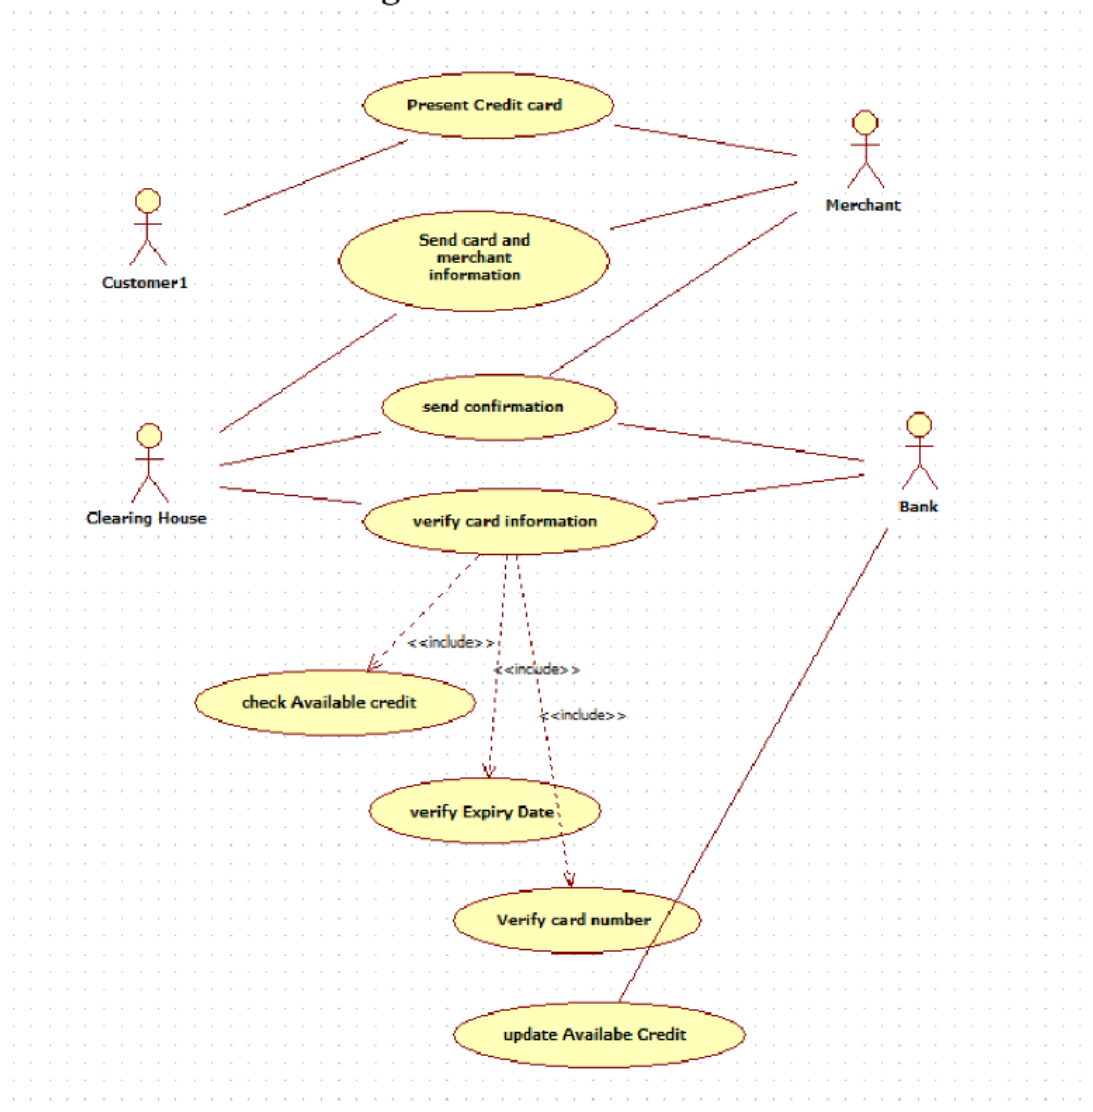 Present Credit card
Merchant
Customer1
Send card and
merchant
information
send confirmation
Clearing House
Bank
verify card information
<<include>>
<<include>>
<<include>>
check Available credit
verify Expiry Date
Verify card number
update Availabe Credit